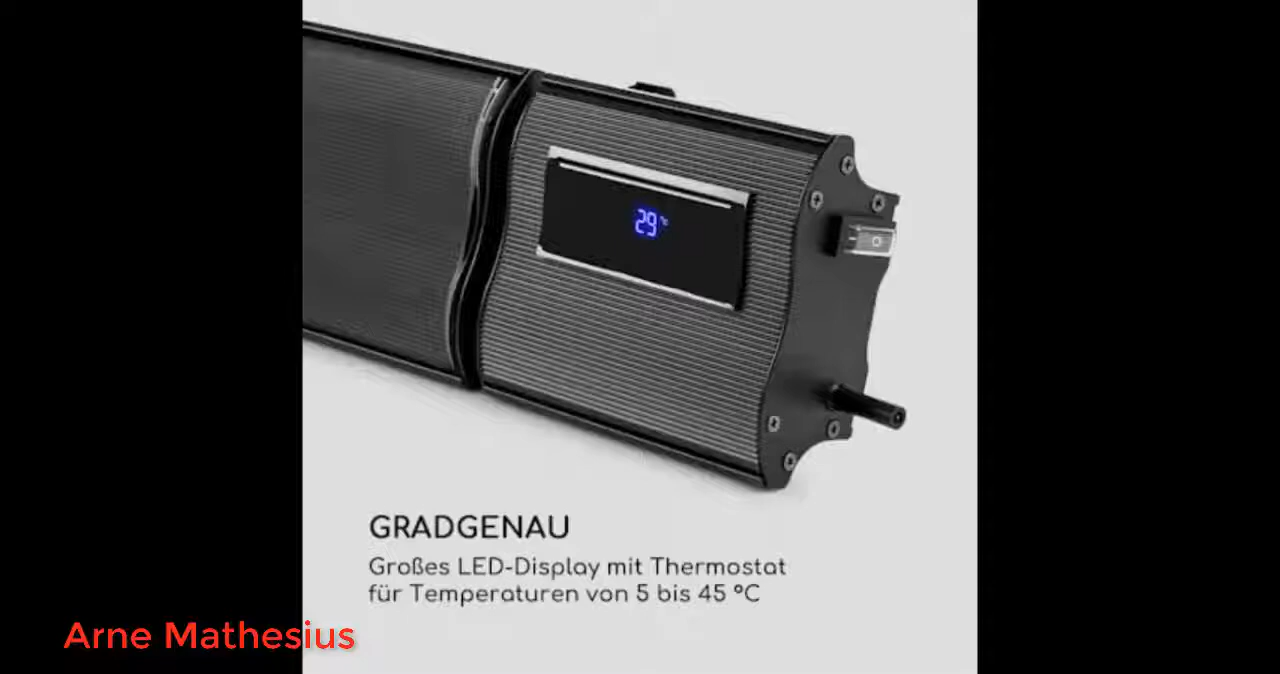 29 °C
GRADGENAU
Großes LED-Display mit Thermostat
für Temperaturen von 5 bis 45 °C
Arne Mathesius